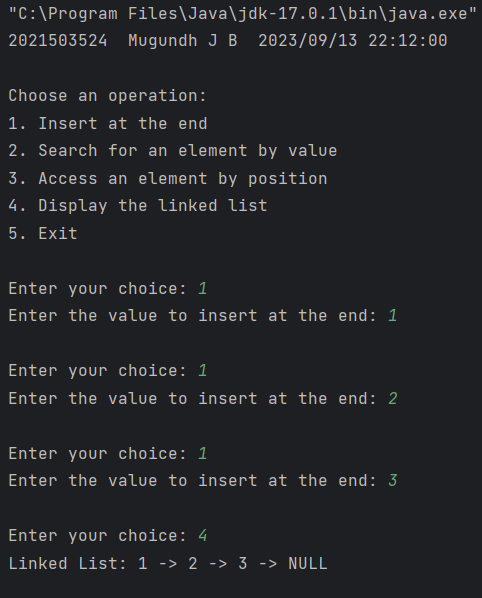 "C:\Program Files\Java\jdk-17.0.1\bin\java.exe"
2021503524  Mugundh J B  2023/09/13 22:12:00
Choose an operation:
1. Insert at the end
2. Search for an element by value
3. Access an element by position
4. Display the linked list
5. Exit
Enter your choice: 1
Enter the value to insert at the end: 1
Enter your choice: 1
Enter the value to insert at the end: 2
Enter your choice: 1
Enter the value to insert at the end: 3
Enter your choice: 4
Linked List: 1 -> 2 -> 3 -> NULL